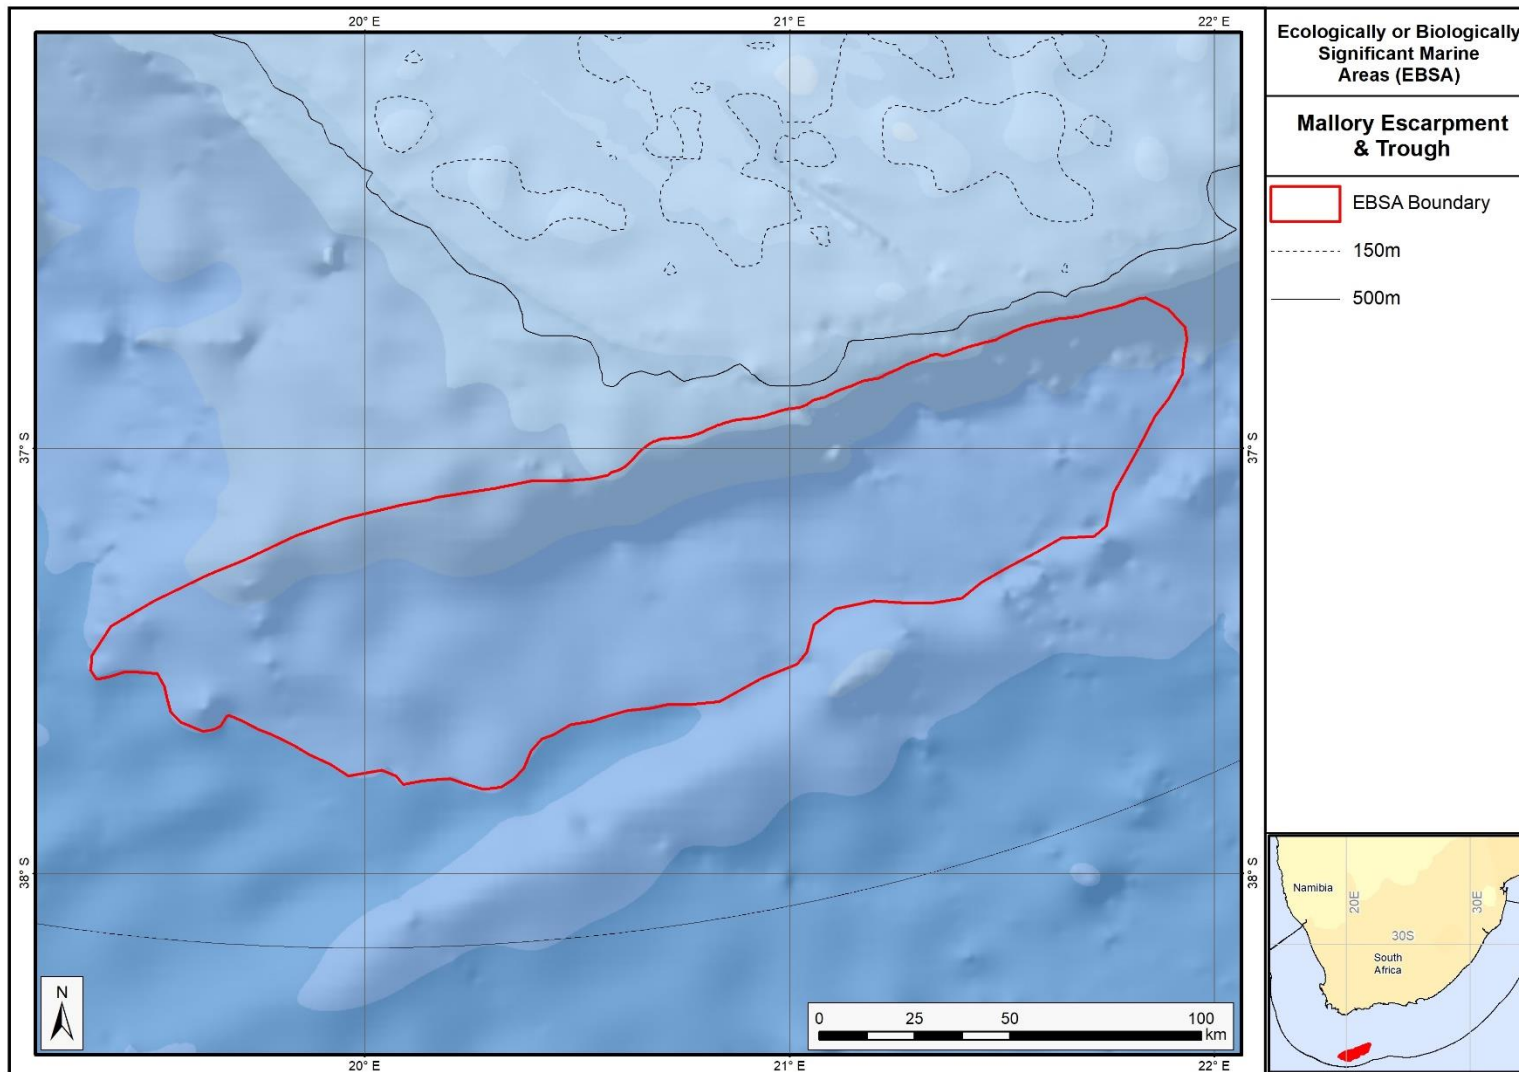 20° E
21° E
22° E
Ecologically or Biologically
Significant Marine
Areas (EBSA)
Mallory Escarpment
& Trough
EBSA Boundary
150m
500m
37° S
37° S
38° S
38° S
N
0
25
50
100
km
20° E
21° E
22° E
Namibia
20E
30E
30S
South
Africa